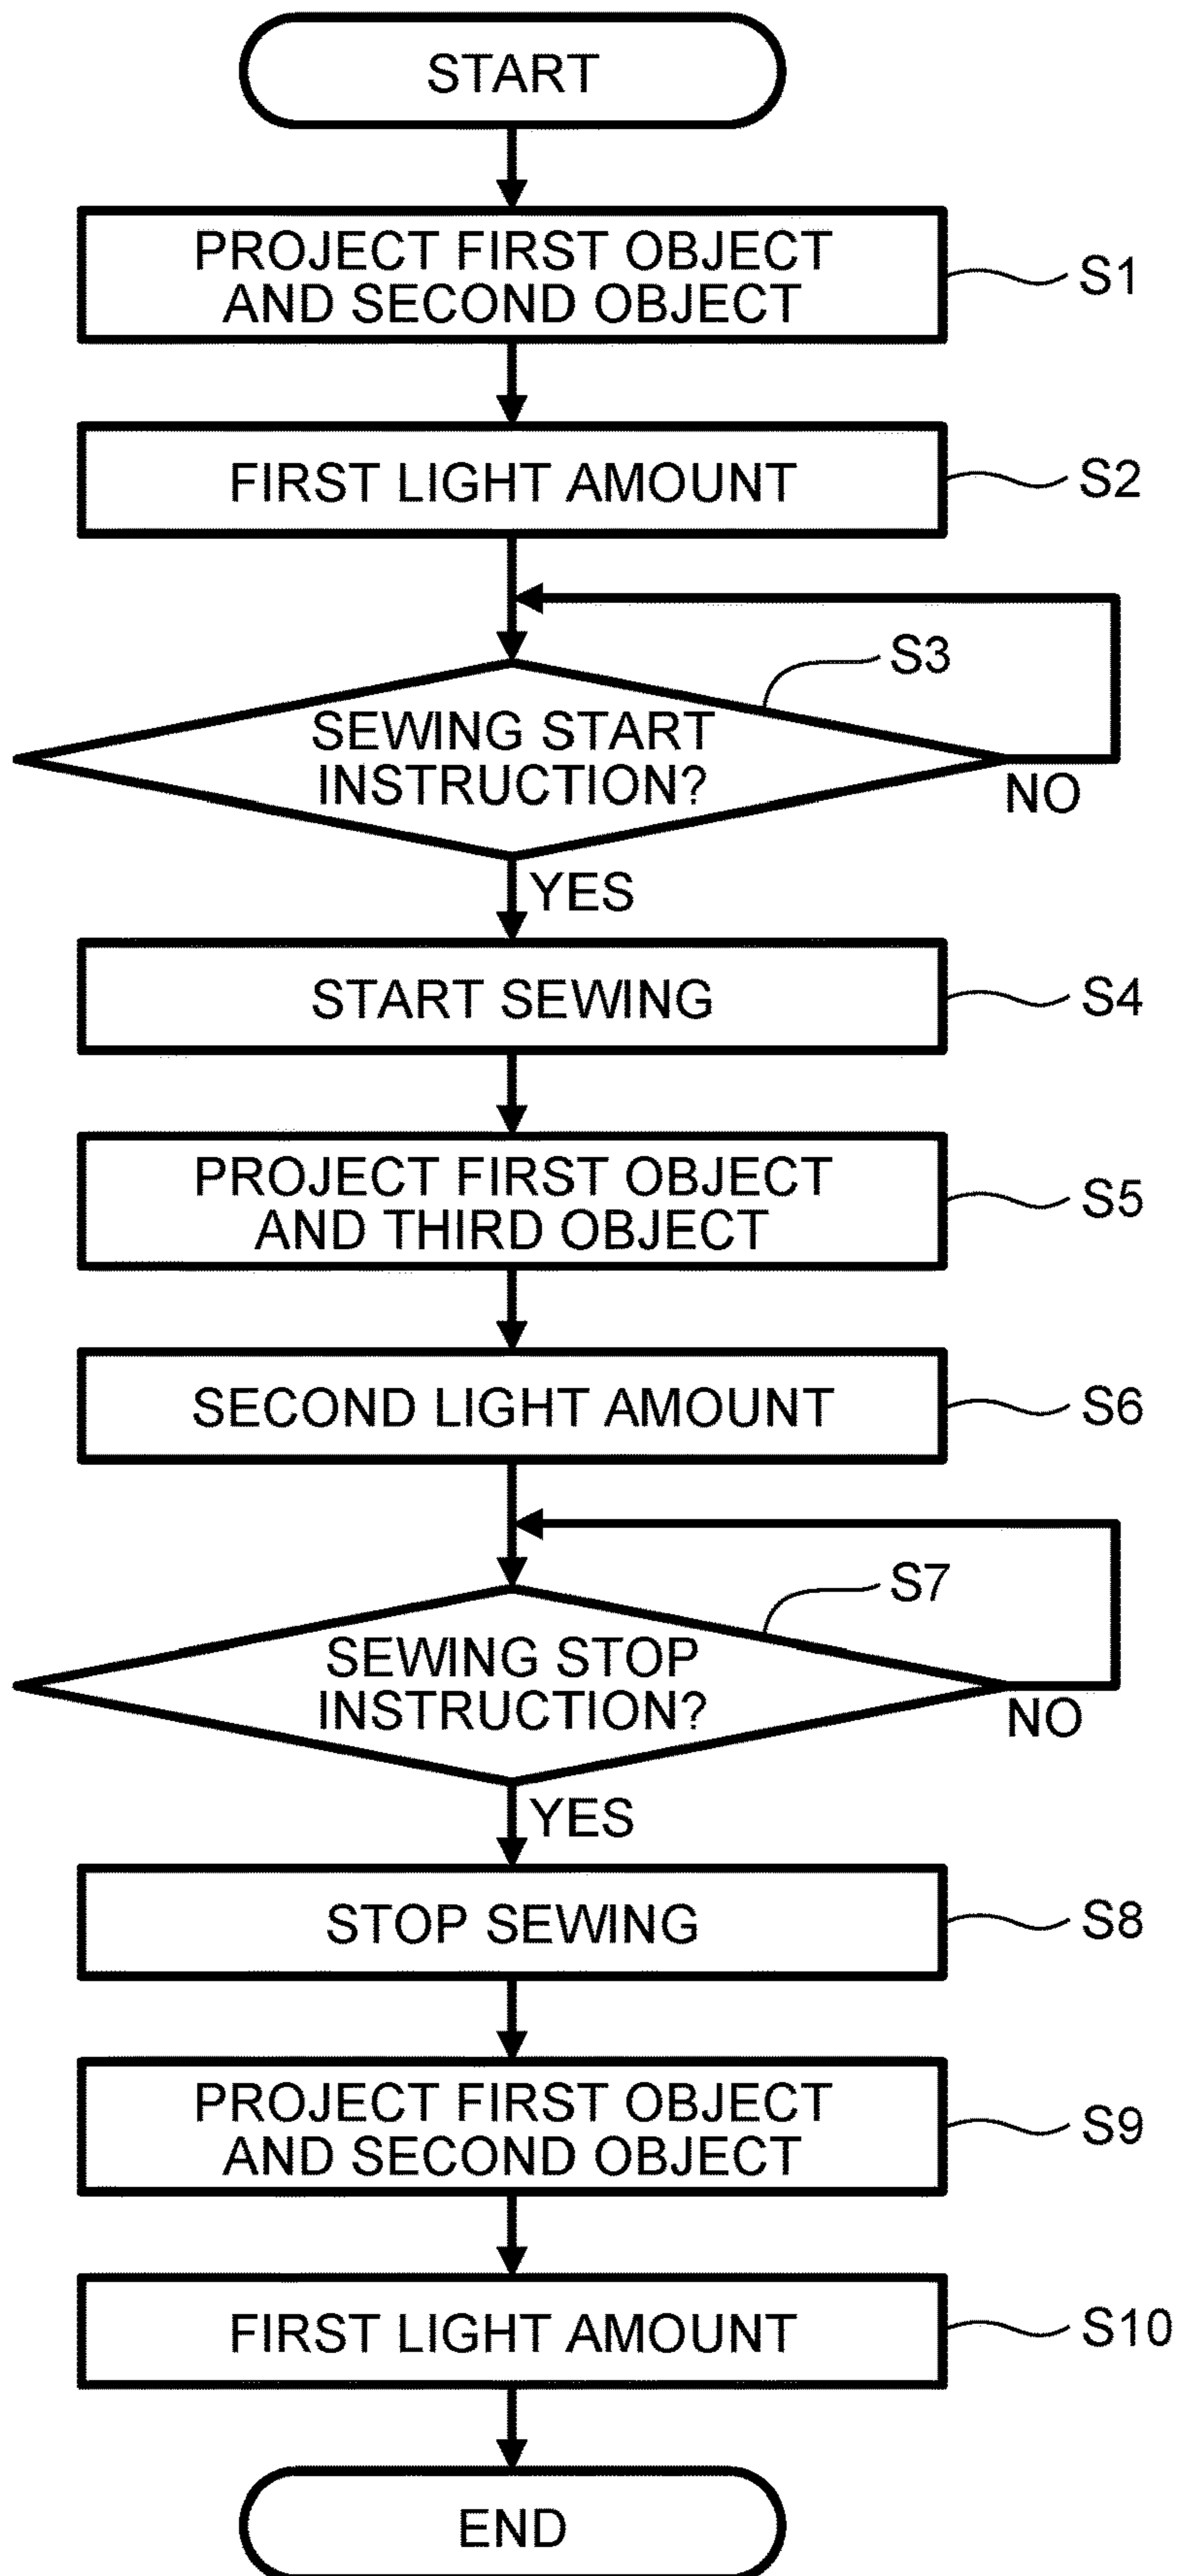 START
PROJECT FIRST OBJECT
AND SECOND OBJECT
S1
FIRST LIGHT AMOUNT
S2
S3
SEWING START
INSTRUCTION?
NO
YES
START SEWING
S4
PROJECT FIRST OBJECT
AND THIRD OBJECT
S5
SECOND LIGHT AMOUNT
S6
S7
SEWING STOP
INSTRUCTION?
NO
YES
STOP SEWING
S8
PROJECT FIRST OBJECT
AND SECOND OBJECT
S9
FIRST LIGHT AMOUNT
S10
END